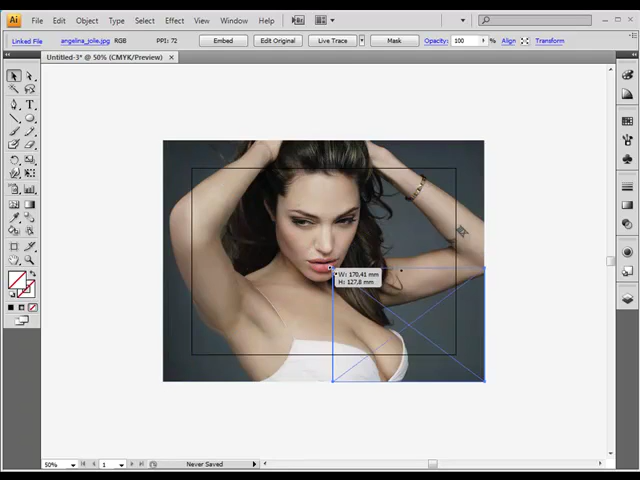 Ai File Edit Object Type Select Effect View Window Help Br
Linked File angelina_jolie.jpg RGB PPI: 72 Embed Edit Original Live Trace Mask Opacity: 100 % Align Transform
Untitled-3* @ 50% (CMYK/Preview)
T
W: 170,41 mm
H: 127,8 mm
50% 1 Never Saved